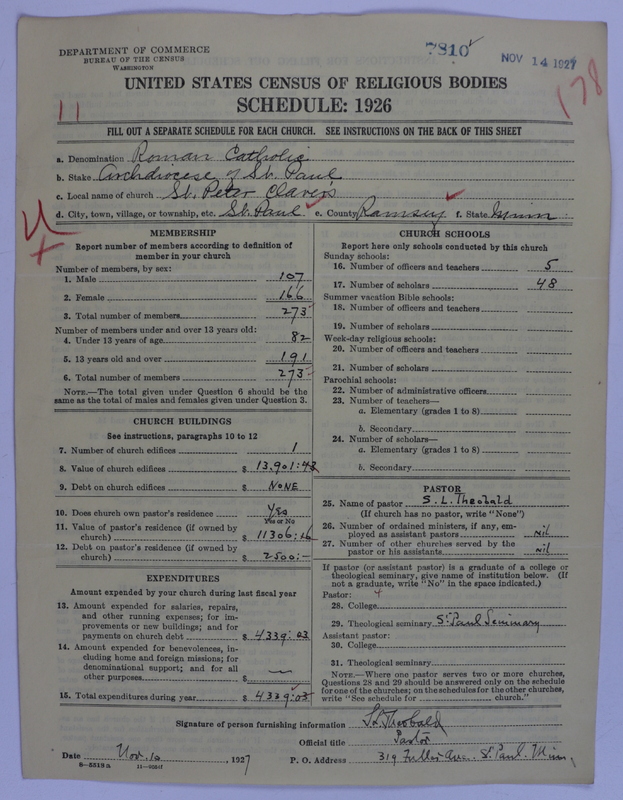 DEPARTMENT OF COMMERCE
BUREAU OF THE CENSUS
WASHINGTON
7810
NOV 14 1927
178
11
UNITED STATES CENSUS OF RELIGIOUS BODIES
SCHEDULE: 1926
FILL OUT A SEPARATE SCHEDULE FOR EACH CHURCH. SEE INSTRUCTIONS ON THE BACK OF THIS SHEET
a. Denomination Roman Catholic
b. Stake Archdiocese of St. Paul
c. Local name of church St. Peter Claver's
d. City, town, village, or township, etc. St. Paul e. County Ramsey f. State Minn
MEMBERSHIP
Report number of members according to definition of member in your church
Number of members, by sex:
1. Male 107
2. Female 166
3. Total number of members 273
Number of members under and over 13 years old:
4. Under 13 years of age 82
5. 13 years old and over 191
6. Total number of members 273
NOTE.—The total given under Question 6 should be
same as the total of males and females given under Question 3.
CHURCH BUILDINGS
See instructions, paragraphs 10 to 12
7. Number of church edifices 1
8. Value of church edifices $ 13.901:43
9. Debt on church edifices $ NONE
10. Does church own pastor's residence Yes
Yes or No
11. Value of pastor's residence (if owned by
church) $ 11306:16
12. Debt on pastor's residence (if owned by
church) $ 2500:-
EXPENDITURES
Amount expended by your church during last fiscal year
13. Amount expended for salaries, repairs,
and other running expenses; for im-
provements or new buildings; and for
payments on church debt $ 4339:03
14. Amount expended for benevolences, in-
cluding home and foreign missions; for
denominational support; and for all
other purposes $ —
15. Total expenditures during year $ 4339:03
CHURCH SCHOOLS
Report here only schools conducted by this church
Sunday schools:
16. Number of officers and teachers 5
17. Number of scholars 48
Summer vacation Bible schools:
18. Number of officers and teachers
19. Number of scholars
Week-day religious schools:
20. Number of officers and teachers
21. Number of scholars
Parochial schools:
22. Number of administrative officers
23. Number of teachers—
a. Elementary (grades 1 to 8)
b. Secondary
24. Number of scholars—
a. Elementary (grades 1 to 8)
b. Secondary
PASTOR
25. Name of pastor S. L. Theobald
(If church has no pastor, write "None")
26. Number of ordained ministers, if any, em-
ployed as assistant pastors nil
27. Number of other churches served by the
pastor or his assistants nil
If pastor (or assistant pastor) is a graduate of a college or
theological seminary, give name of institution below. (If
not a graduate, write "No" in the space indicated.)
Pastor:
28. College
29. Theological seminary St Paul Seminary
Assistant pastor:
30. College
31. Theological seminary
NOTE.—Where one pastor serves two or more churches,
Questions 28 and 29 should be answered only on the schedule
for one of the churches; on the schedules for the other churches,
write "See schedule for church."
Signature of person furnishing information S.L. Theobald
Official title Pastor
Date Nov. 10, 1927 P. O. Address 319 Fuller Ave. St. Paul. Minn.
8—5513a 11—9554f